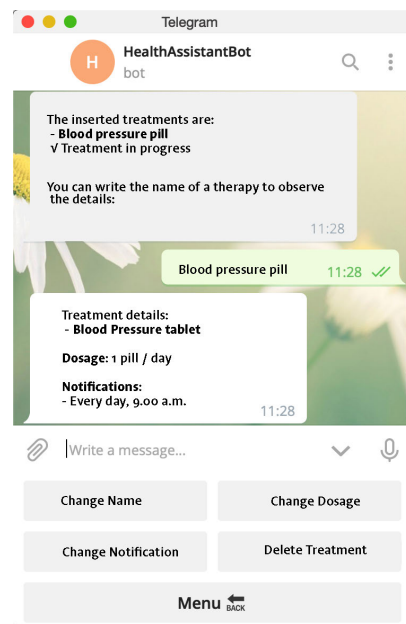 Telegram
H
HealthAssistantBot
bot
The inserted treatments are:
- Blood pressure pill
√ Treatment in progress
You can write the name of a therapy to observe
the details:
11:28
Blood pressure pill 11:28
Treatment details:
- Blood Pressure tablet
Dosage: 1 pill / day
Notifications:
- Every day, 9.00 a.m.
11:28
Write a message...
Change Name Change Dosage
Change Notification Delete Treatment
Menu BACK